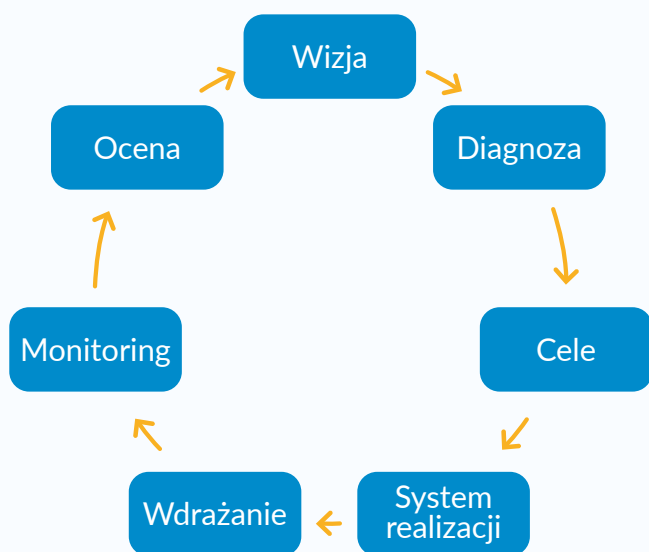 Wizja
Diagnoza
Cele
System
realizacji
Wdrażanie
Monitoring
Ocena